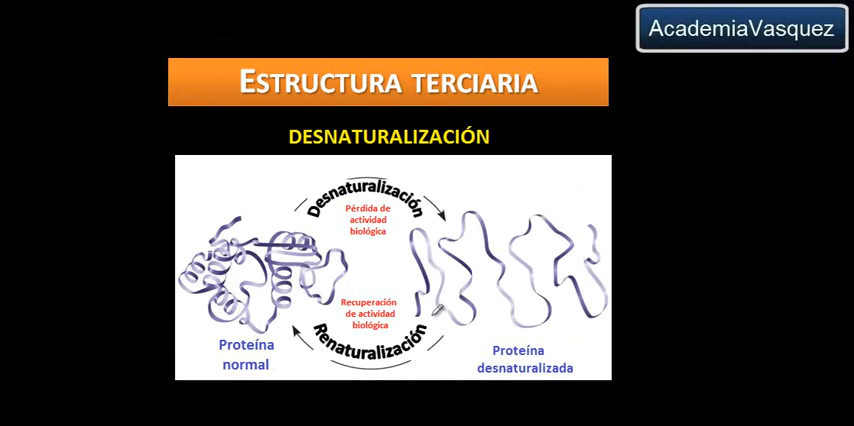 AcademiaVasquez
ESTRUCTURA TERCIARIA
DESNATURALIZACIÓN
Desnaturalización
Pérdida de
actividad
biológica
Recuperación
de actividad
biológica
Renaturalización
Proteína
normal
Proteína
desnaturalizada